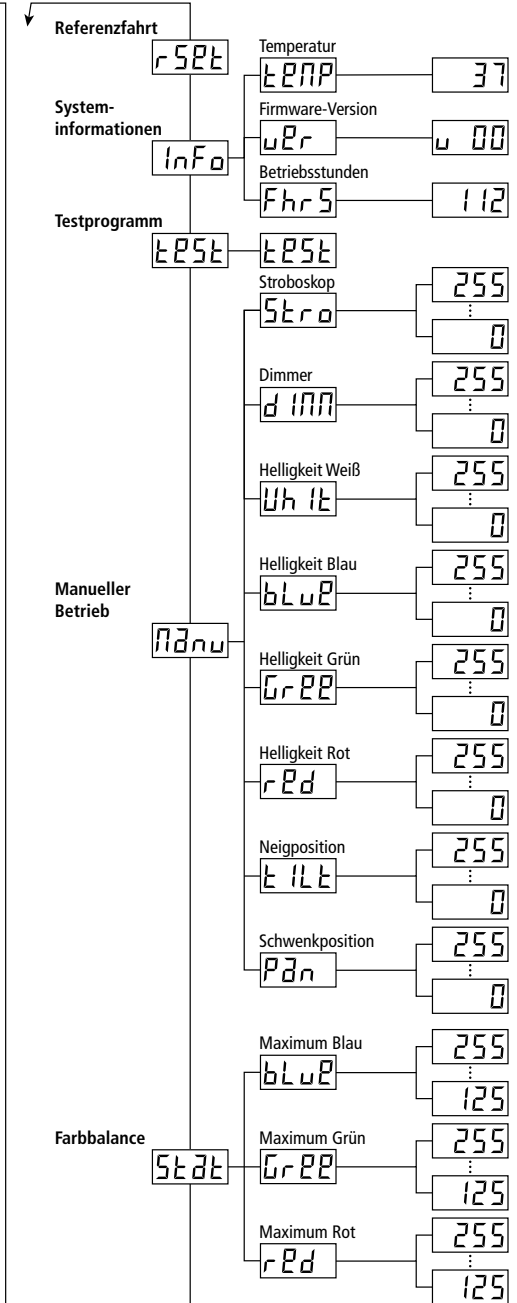 Referenzfahrt
rSet
System-
informationen
InFo
Temperatur
teMP
37
Firmware-Version
ver
v 00
Betriebsstunden
FhrS
112
Testprogramm
teSt
teSt
Manueller
Betrieb
Manu
Stroboskop
Stro
255
0
Dimmer
diMM
255
0
Helligkeit Weiß
Whit
255
0
Helligkeit Blau
bLue
255
0
Helligkeit Grün
Gree
255
0
Helligkeit Rot
red
255
0
Neigposition
tiLt
255
0
Schwenkposition
Pan
255
0
Farbbalance
Stat
Maximum Blau
bLue
255
125
Maximum Grün
Gree
255
125
Maximum Rot
red
255
125